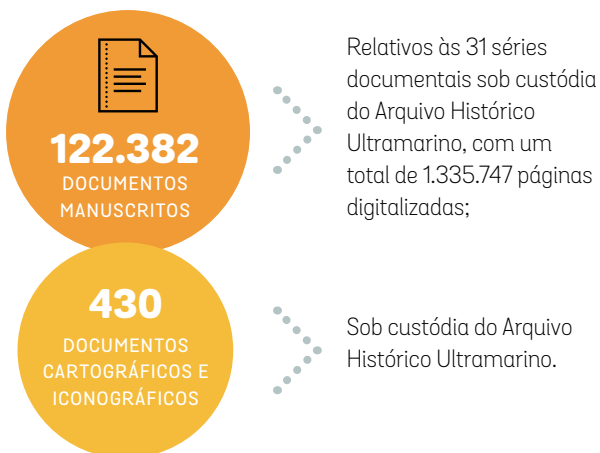 122.382
DOCUMENTOS
MANUSCRITOS
Relativos às 31 séries
documentais sob custódia
do Arquivo Histórico
Ultramarino, com um
total de 1.335.747 páginas
digitalizadas;
430
DOCUMENTOS
CARTOGRÁFICOS E
ICONOGRÁFICOS
Sob custódia do Arquivo
Histórico Ultramarino.